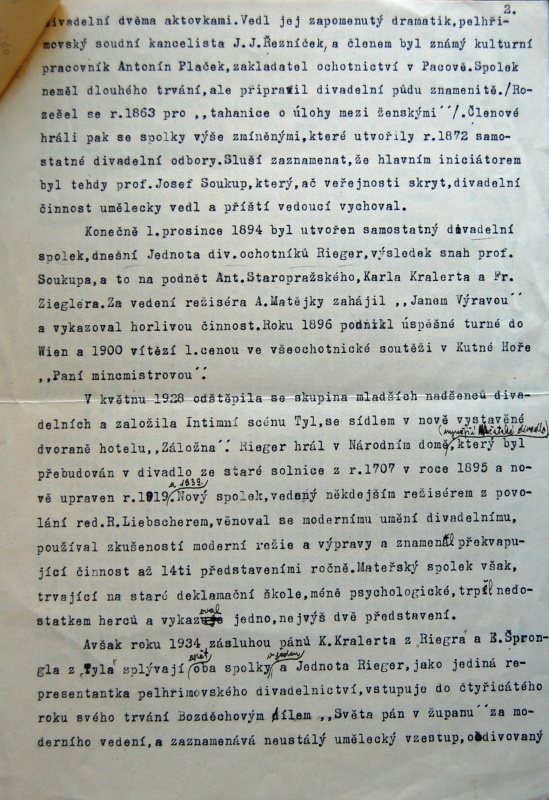 2.
divadelní dvěma aktovkami. Vedl jej zapomenutý dramatik, pelhři-
movský soudní kancelista J.J.Řezníček, a členem byl známý kulturní
pracovník Antonín Plaček, zakladatel ochotnictví v Pacově. Spolek
neměl dlouhého trvání, ale připravil divadelní půdu znamenitě. /Ro-
zešel se r.1863 pro ,,tahanice o úlohy mezi ženskými´´/. Členové
hráli pak se spolky výše zmíněnými, které utvořily r.1872 samo-
statné divadelní odbory. Sluší zaznamenat, že hlavním iniciátorem
byl tehdy prof. Josef Soukup, který, ač veřejnosti skryt, divadelní
činnost umělecky vedl a příští vedoucí vychoval.
Konečně 1. prosince 1894 byl utvořen samostatný divadelní
spolek, dnešní Jednota div. ochotníků Rieger, výsledek snah prof.
Soukupa, a to na podnět Ant. Staropražského, Karla Kralerta a Fr.
Zieglera. Za vedení režiséra A. Matějky zahájil ,,Janem Výravou´´
a vykazoval horlivou činnost. Roku 1896 podnikl úspěšné turné do
Wien a 1900 vítězí 1. cenou ve všeochotnické soutěži v Kutné Hoře
,,Paní mincmistrovou´´.
V květnu 1928 odštěpila se skupina mladších nadšenců diva-
delních a založila Intimní scénu Tyl, se sídlem v nově vystavěné
dvoraně hotelu ,,Záložna´´. Rieger hrál v Národním domě, který byl
přebudován v divadlo ze staré solnice z r.1707 v roce 1895 a no-
a 1939
vě upraven r.1919. Nový spolek, vedený někdejším režisérem z povo-
lání red. R. Liebscherem, věnoval se modernímu umění divadelnímu,
používal zkušeností moderní režie a výpravy a znamenal překvapu-
jící činnost až 14ti představeními ročně. Mateřský spolek však,
trvající na staré deklamační škole, méně psychologické, trpěl nedo-
statkem herců a vykazoval jedno, nejvýš dvě představení.
Avšak roku 1934 zásluhou pánů K. Kralerta z "Riegra" a E. Špron-
gla z "Tyla" splývají opět oba spolky v jeden a Jednota Rieger, jako jediná re-
presentantka pelhřimovského divadelnictví, vstupuje do čtyřicátého
roku svého trvání Bozděchovým dílem ,,Světa pán v županu´´ za mo-
derního vedení, a zaznamenává neustálý umělecký vzestup, obdivovaný